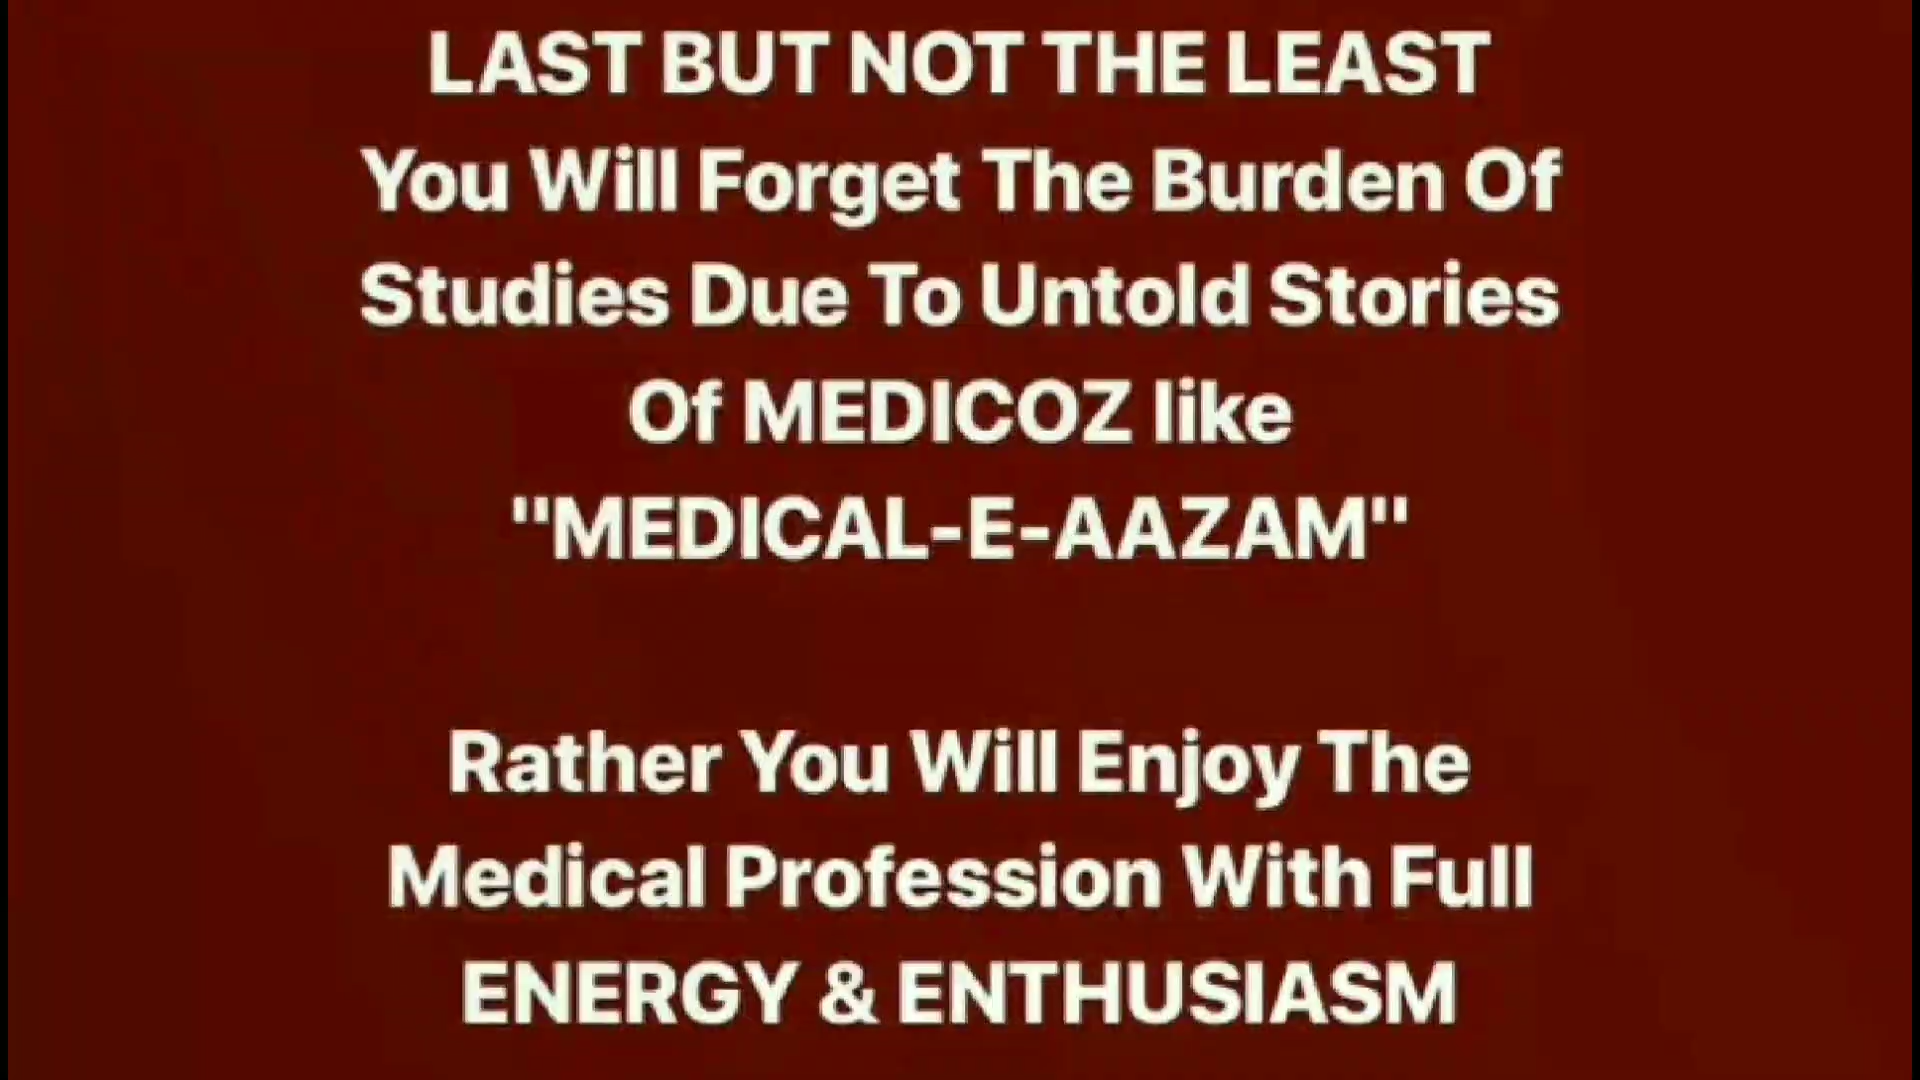 LAST BUT NOT THE LEAST
You Will Forget The Burden Of
Studies Due To Untold Stories
Of MEDICOZ like
"MEDICAL-E-AAZAM"
Rather You Will Enjoy The
Medical Profession With Full
ENERGY & ENTHUSIASM